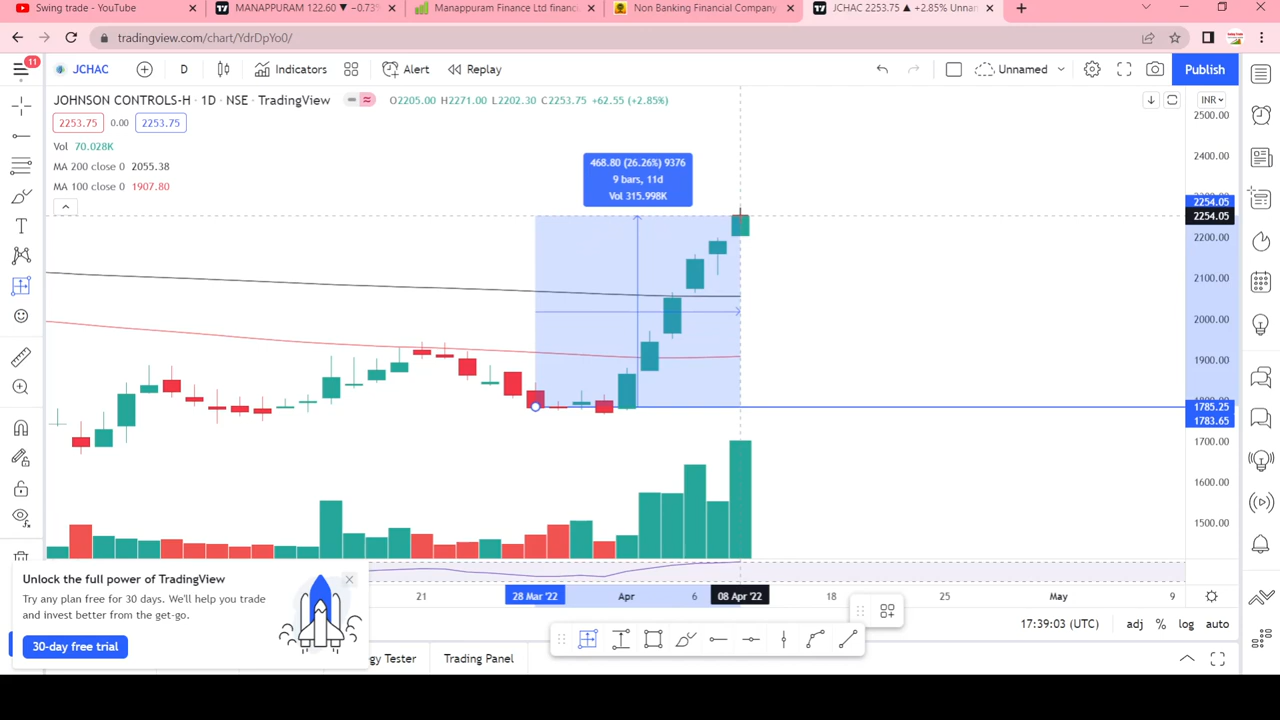 Swing trade - YouTube
MANAPPURAM 122.60 ▼ −0.73%
Manappuram Finance Ltd financi
Non Banking Financial Company
JCHAC 2253.75 ▲ +2.85% Unnam
tradingview.com/chart/YdrDpYo0/
11
JCHAC
D
Indicators
Alert
Replay
Unnamed
Publish
JOHNSON CONTROLS-H · 1D · NSE · TradingView
O2205.00 H2271.00 L2202.30 C2253.75 +62.55 (+2.85%)
INR
2253.75 0.00 2253.75
Vol 70.028K
MA 200 close 0 2055.38
MA 100 close 0 1907.80
468.80 (26.26%) 9376
9 bars, 11d
Vol 315.998K
2500.00
2400.00
2254.05
2254.05
2200.00
2100.00
2000.00
1900.00
1785.25
1783.65
1700.00
1600.00
1500.00
21
28 Mar '22
Apr
6
08 Apr '22
18
25
May
9
Unlock the full power of TradingView
Try any plan free for 30 days. We'll help you trade
and invest better from the get-go.
30-day free trial
17:39:03 (UTC)
adj % log auto
gy Tester
Trading Panel